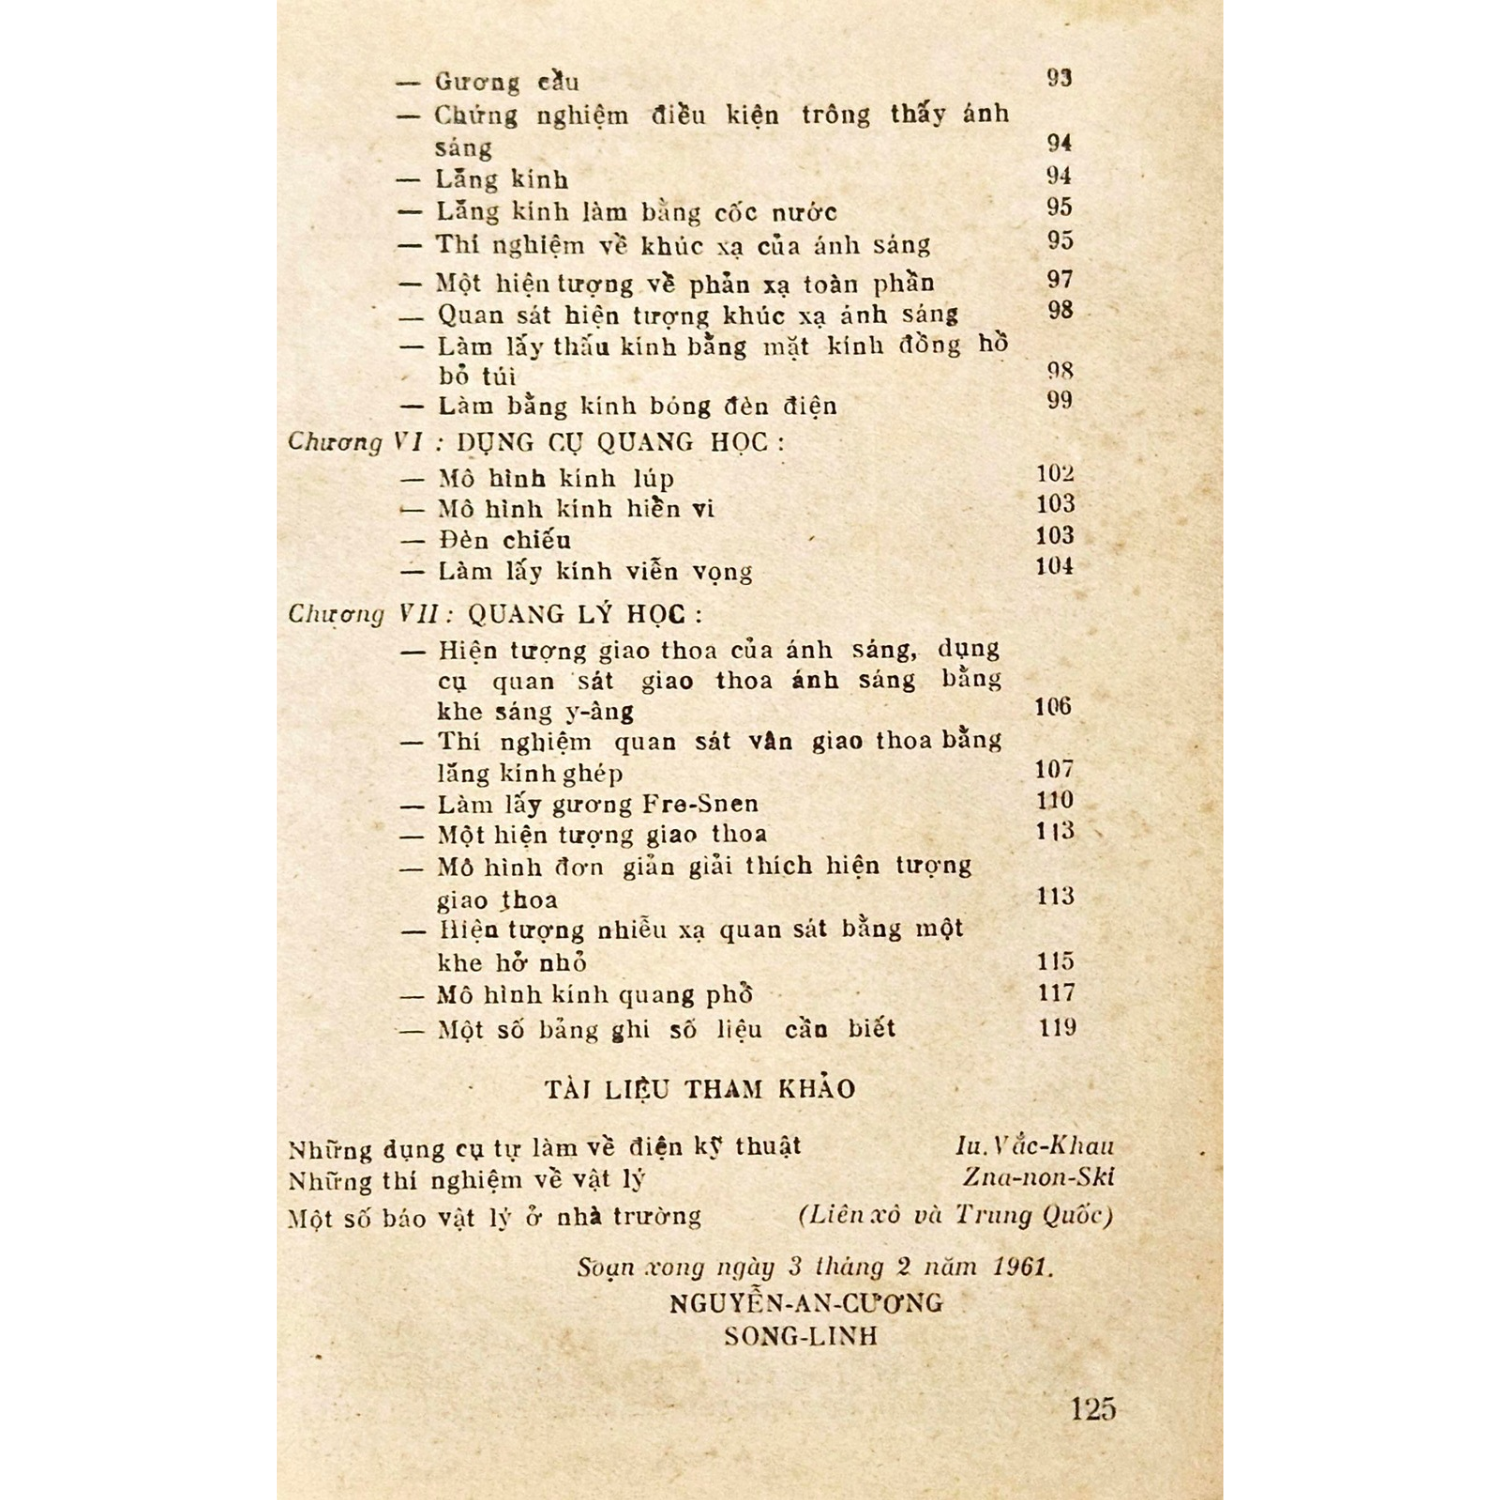 — Gương cầu 93
— Chứng nghiệm điều kiện trông thấy ánh
sáng 94
— Lăng kính 94
— Lăng kính làm bằng cốc nước 95
— Thí nghiệm về khúc xạ của ánh sáng 95
— Một hiện tượng về phản xạ toàn phần 97
— Quan sát hiện tượng khúc xạ ánh sáng 98
— Làm lấy thấu kính bằng mặt kính đồng hồ
bỏ túi 98
— Làm bằng kính bóng đèn điện 99
Chương VI : DỤNG CỤ QUANG HỌC :
— Mô hình kính lúp 102
— Mô hình kính hiển vi 103
— Đèn chiếu 103
— Làm lấy kính viễn vọng 104
Chương VII : QUANG LÝ HỌC :
— Hiện tượng giao thoa của ánh sáng, dụng
cụ quan sát giao thoa ánh sáng bằng
khe sáng y-âng 106
— Thí nghiệm quan sát vân giao thoa bằng
lăng kính ghép 107
— Làm lấy gương Fre-Snen 110
— Một hiện tượng giao thoa 113
— Mô hình đơn giản giải thích hiện tượng
giao thoa 113
— Hiện tượng nhiễu xạ quan sát bằng một
khe hở nhỏ 115
— Mô hình kính quang phổ 117
— Một số bảng ghi số liệu cần biết 119
TÀI LIỆU THAM KHẢO
Những dụng cụ tự làm về điện kỹ thuật Iu. Vắc-Khau
Những thí nghiệm về vật lý Zna-non-Ski
Một số báo vật lý ở nhà trường (Liên xô và Trung Quốc)
Soạn xong ngày 3 tháng 2 năm 1961.
NGUYỄN-AN-CƯƠNG
SONG-LINH
125